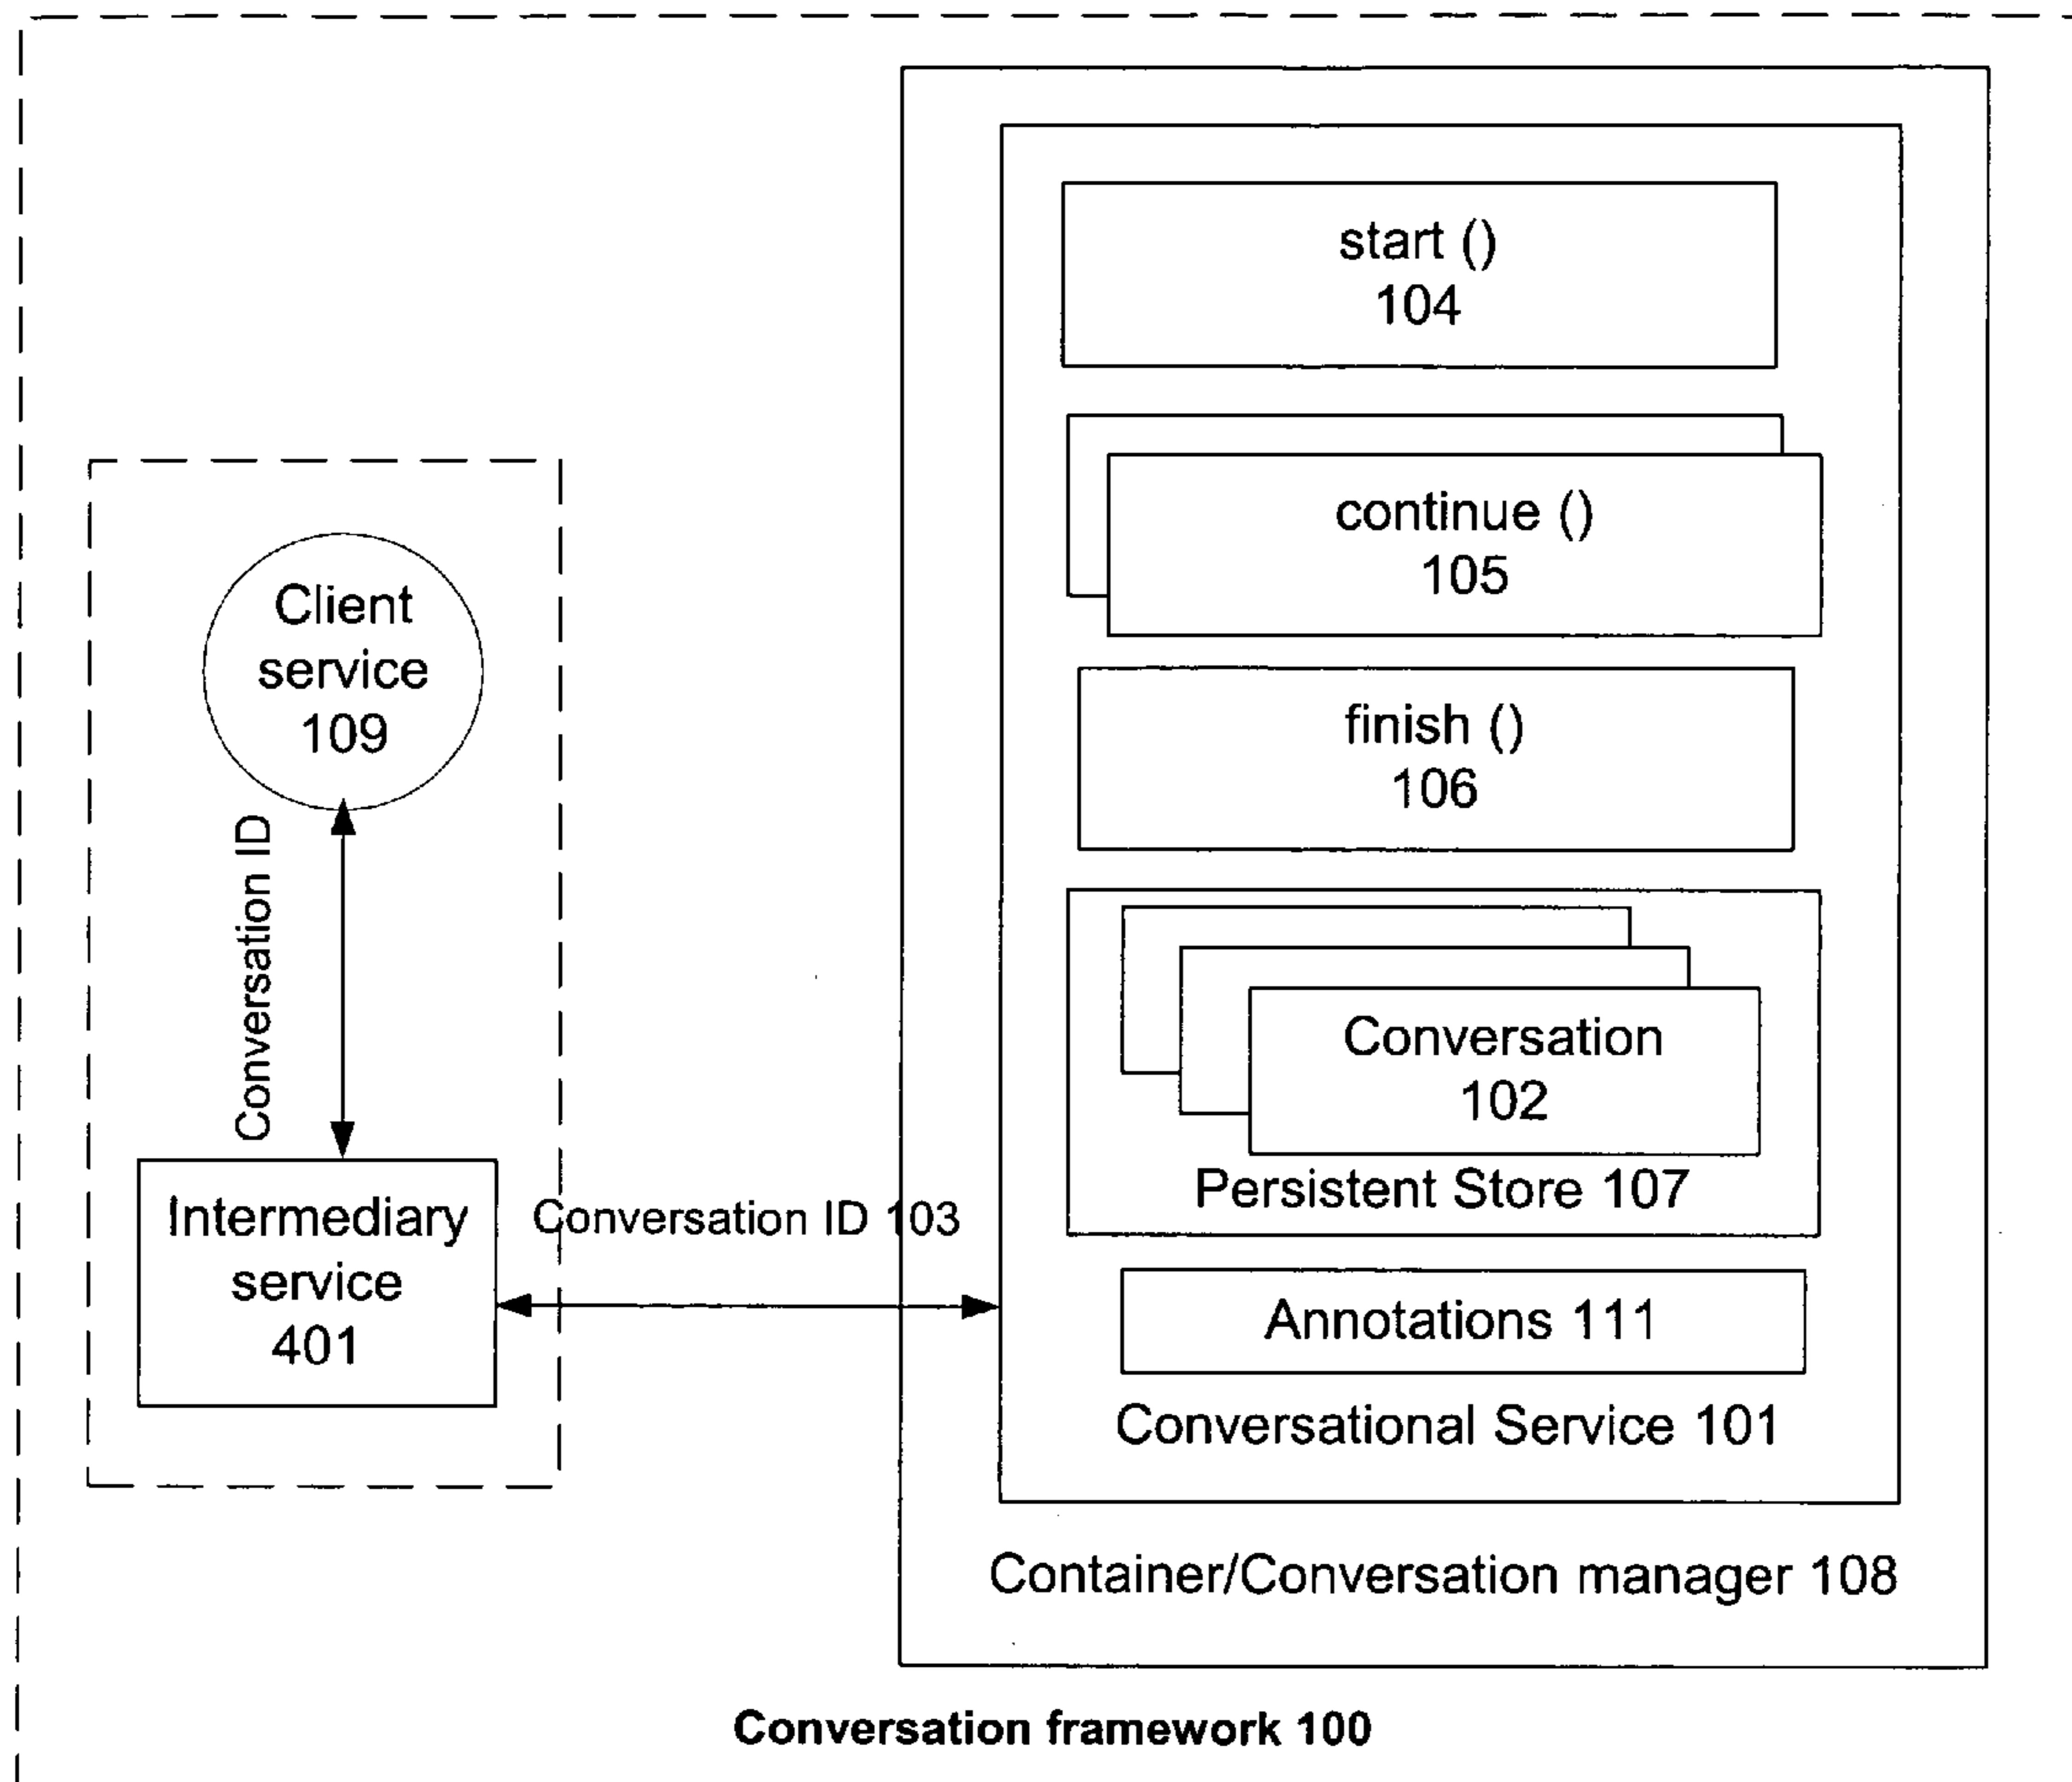 start ()
104
continue ()
105
finish ()
106
Conversation
102
Persistent Store 107
Annotations 111
Conversational Service 101
Container/Conversation manager 108
Client
service
109
Conversation ID
Intermediary
service
401
Conversation ID 103
Conversation framework 100